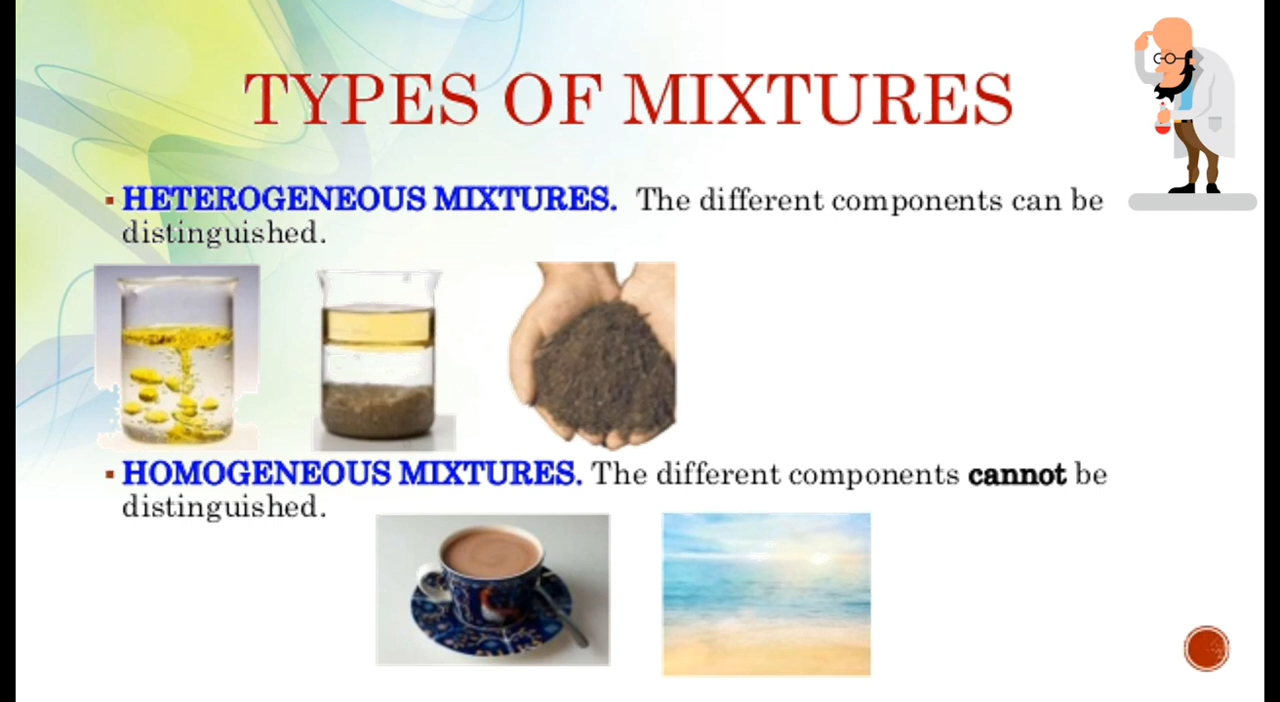 TYPES OF MIXTURES
▪ HETEROGENEOUS MIXTURES. The different components can be
distinguished.
▪ HOMOGENEOUS MIXTURES. The different components cannot be
distinguished.